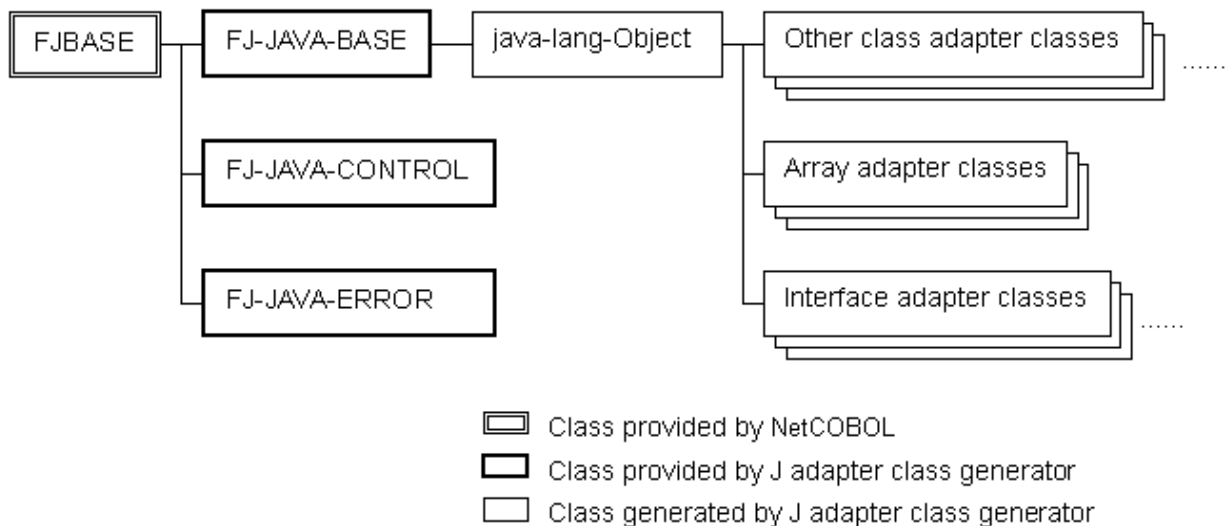 FJBASE
FJ-JAVA-BASE
java-lang-Object
Other class adapter classes
......
FJ-JAVA-CONTROL
Array adapter classes
FJ-JAVA-ERROR
Interface adapter classes
......
Class provided by NetCOBOL
Class provided by J adapter class generator
Class generated by J adapter class generator